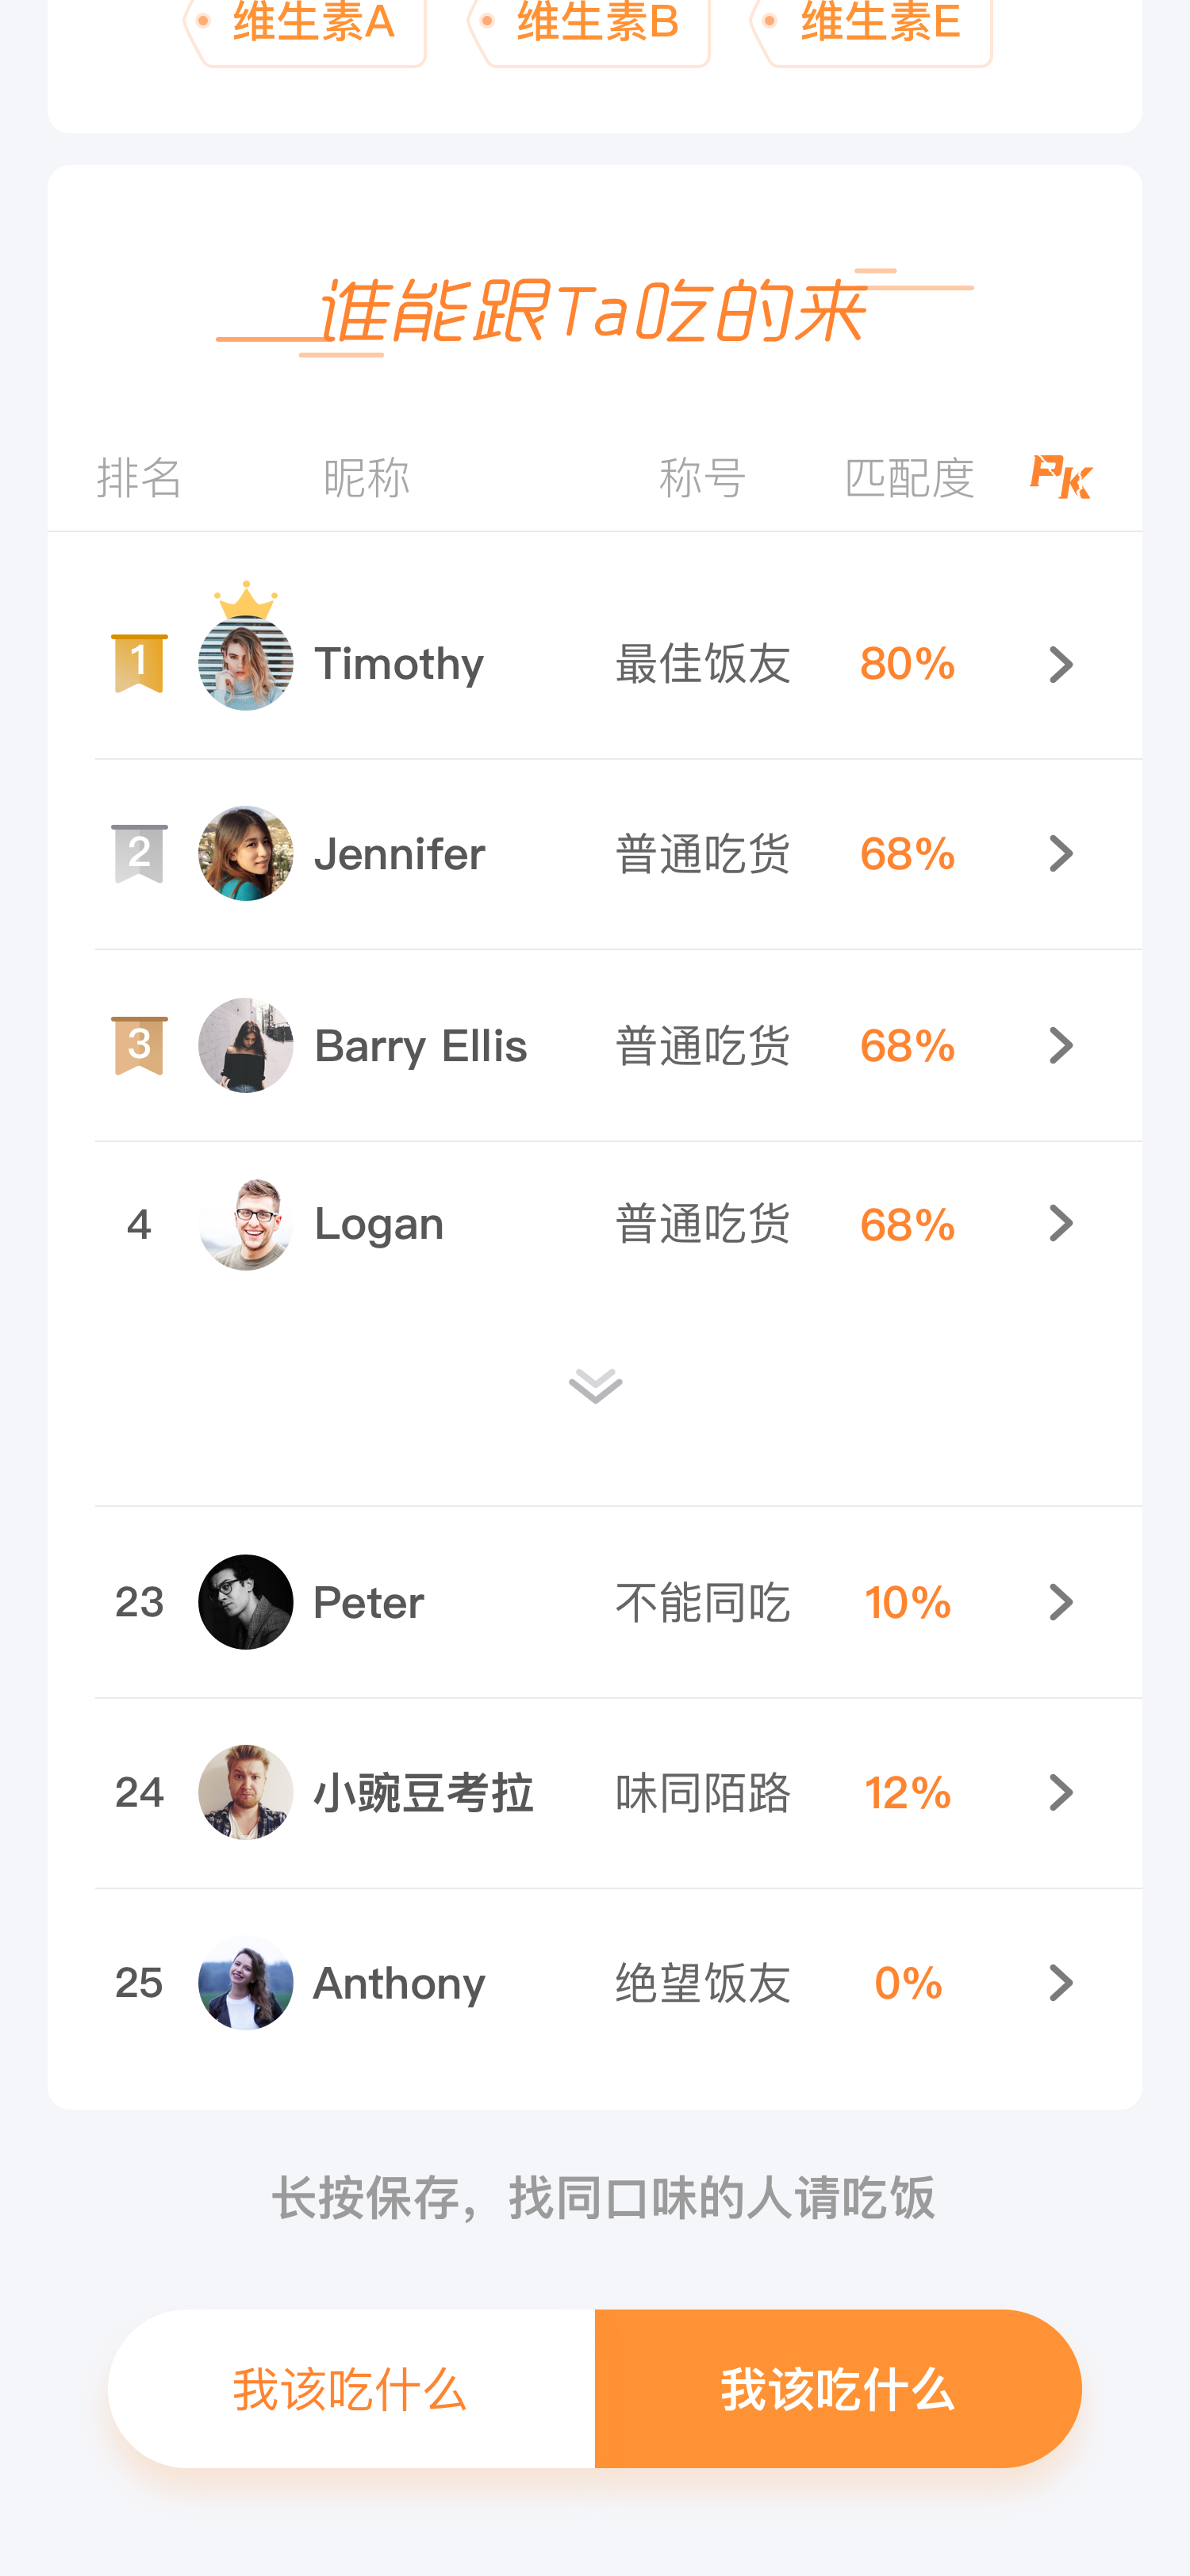 维生素A 维生素B 维生素E
谁能跟Ta吃的来
排名 昵称 称号 匹配度 PK
1 Timothy 最佳饭友 80%
2 Jennifer 普通吃货 68%
3 Barry Ellis 普通吃货 68%
4 Logan 普通吃货 68%
23 Peter 不能同吃 10%
24 小豌豆考拉 味同陌路 12%
25 Anthony 绝望饭友 0%
长按保存，找同口味的人请吃饭
我该吃什么 我该吃什么